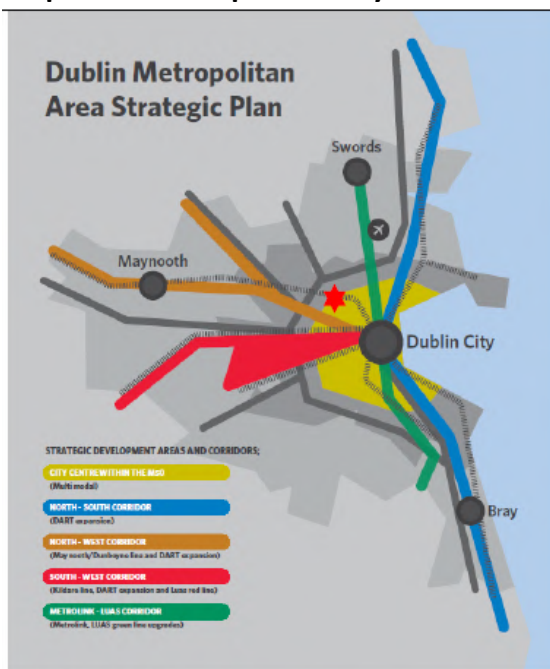 Dublin Metropolitan
Area Strategic Plan
Swords
Maynooth
Dublin City
Bray
STRATEGIC DEVELOPMENT AREAS AND CORRIDORS;
CITY CENTRE WITHIN THE M50
(Multi modal)
NORTH - SOUTH CORRIDOR
(DART expansion)
NORTH - WEST CORRIDOR
(Maynooth/Dunboyne line and DART expansion)
SOUTH - WEST CORRIDOR
(Kildare line, DART expansion and Luas red line)
METROLINK - LUAS CORRIDOR
(Metrolink, LUAS green line upgrades)